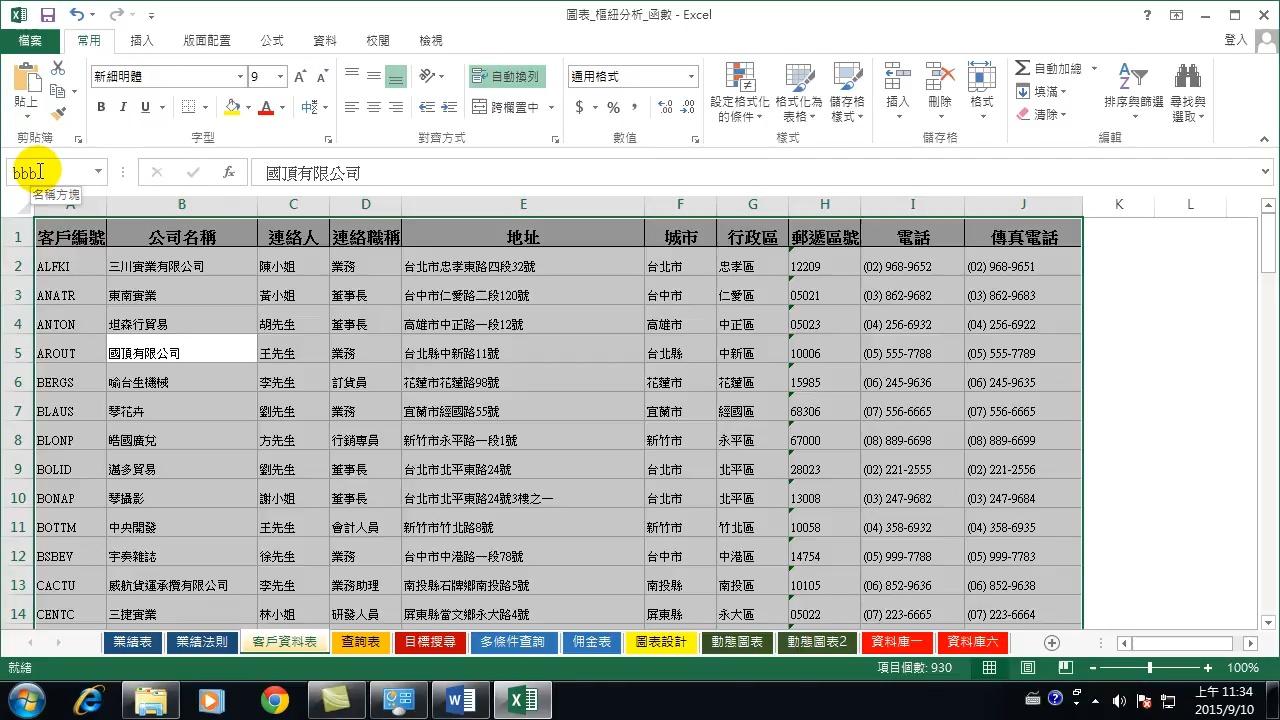 圖表_樞紐分析_函數 - Excel
檔案 常用 插入 版面配置 公式 資料 校閱 檢視 登入
貼上 新細明體 9 自動換列 通用格式 設定格式化的條件 格式化為表格 儲存格樣式 插入 刪除 格式 自動加總 填滿 清除 排序與篩選 尋找與選取
B I U 跨欄置中 $ % ,
剪貼簿 字型 對齊方式 數值 樣式 儲存格 編輯
bbb fx 國頂有限公司
名稱方塊
A B C D E F G H I J K L
1 客戶編號 公司名稱 連絡人 連絡職稱 地址 城市 行政區 郵遞區號 電話 傳真電話
2 ALFKI 三川實業有限公司 陳小姐 業務 台北市忠孝東路四段32號 台北市 忠孝區 12209 (02) 968-9652 (02) 968-9651
3 ANATR 東南實業 黃小姐 董事長 台中市仁愛路二段120號 台中市 仁愛區 05021 (03) 862-9682 (03) 862-9683
4 ANTON 坦森行貿易 胡先生 董事長 高雄市中正路一段12號 高雄市 中正區 05023 (04) 256-6932 (04) 256-6922
5 AROUT 國頂有限公司 王先生 業務 台北縣中新路11號 台北縣 中新區 10006 (05) 555-7788 (05) 555-7789
6 BERGS 喻台生機械 李先生 訂貨員 花蓮市花蓮路98號 花蓮市 花蓮區 15985 (06) 245-9636 (06) 245-9635
7 BLAUS 琴花卉 劉先生 業務 宜蘭市經國路55號 宜蘭市 經國區 68306 (07) 556-6665 (07) 556-6665
8 BLONP 皓國廣兌 方先生 行銷專員 新竹市永平路一段1號 新竹市 永平區 67000 (08) 889-6698 (08) 889-6699
9 BOLID 邁多貿易 劉先生 董事長 台北市北平東路24號 台北市 北平區 28023 (02) 221-2555 (02) 221-2556
10 BONAP 琴攝影 謝小姐 董事長 台北市北平東路24號3樓之一 台北市 北平區 13008 (03) 247-9682 (03) 247-9684
11 BOTTM 中央開發 王先生 會計人員 新竹市竹北路8號 新竹市 竹北區 10058 (04) 358-6932 (04) 358-6935
12 BSBEV 宇泰雜誌 徐先生 業務 台中市中港路一段78號 台中市 中港區 14754 (05) 999-7788 (05) 999-7783
13 CACTU 威航貨運承攬有限公司 李先生 業務助理 南投縣石牌鄉南投路5號 南投縣 南投區 10105 (06) 852-9636 (06) 852-9638
14 CENTC 三捷實業 林小姐 研發人員 屏東縣當文鄉永大路4號 屏東縣 永大區 05022 (07) 223-6665 (07) 223-6664
業績表 業績法則 客戶資料表 查詢表 目標搜尋 多條件查詢 佣金表 圖表設計 動態圖表 動態圖表2 資料庫一 資料庫六
就緒 項目個數: 930 100%
上午 11:34
2015/9/10